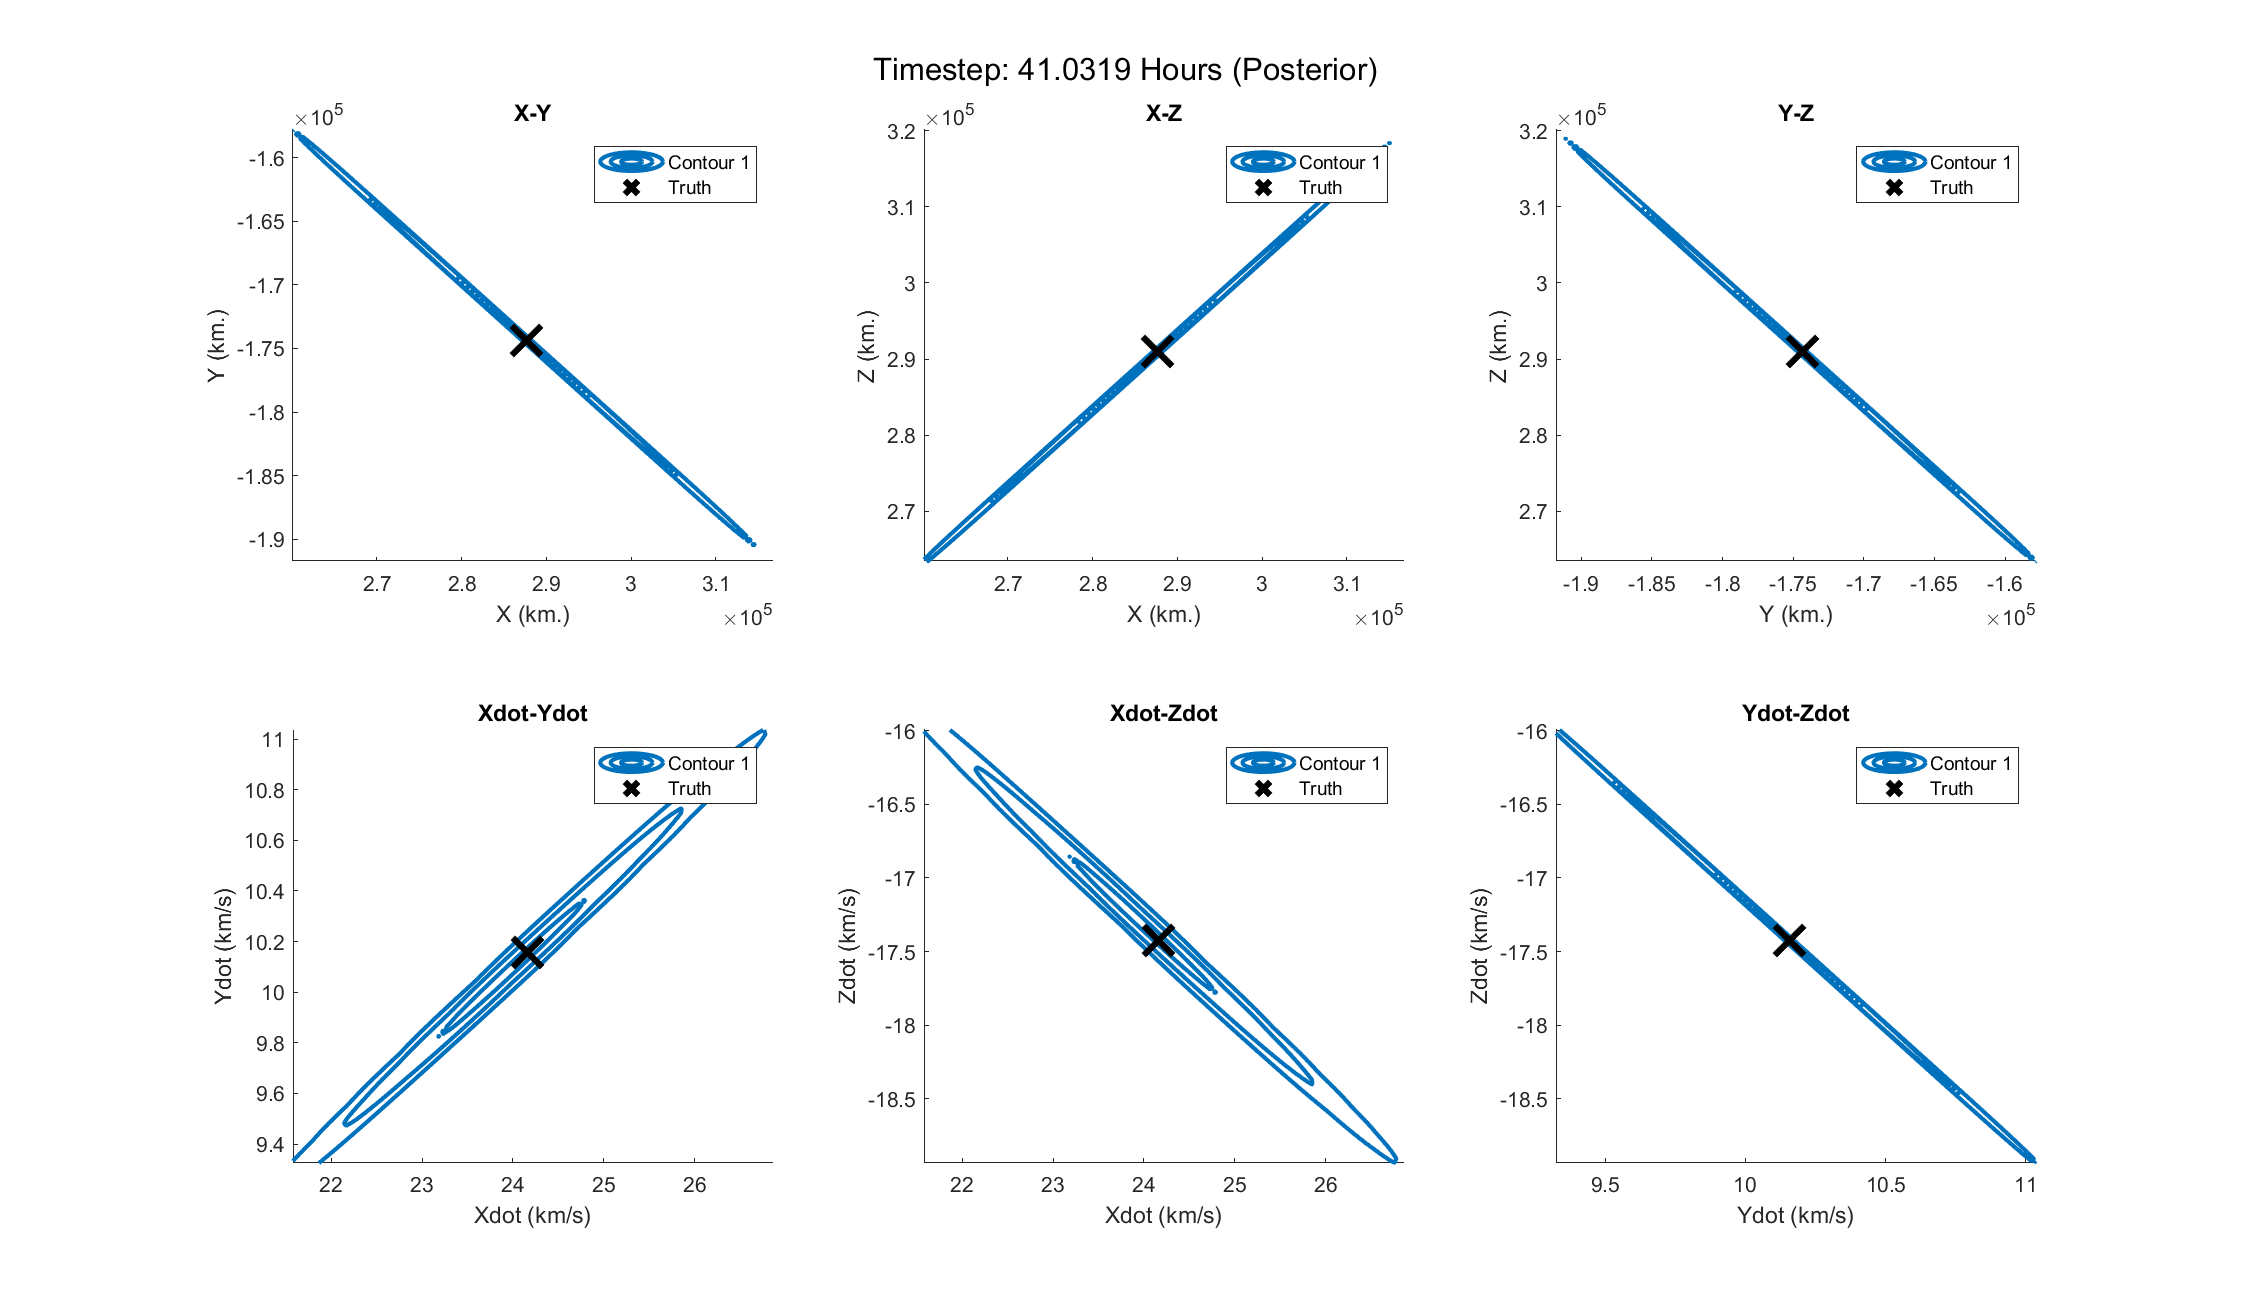 Timestep: 41.0319 Hours (Posterior)
X-Y
×10^5
-1.6
-1.65
-1.7
-1.75
-1.8
-1.85
-1.9
Y (km.)
2.7 2.8 2.9 3 3.1
X (km.)
×10^5
Contour 1
Truth
X-Z
×10^5
3.2
3.1
3
2.9
2.8
2.7
Z (km.)
2.7 2.8 2.9 3 3.1
X (km.)
×10^5
Contour 1
Truth
Y-Z
×10^5
3.2
3.1
3
2.9
2.8
2.7
Z (km.)
-1.9 -1.85 -1.8 -1.75 -1.7 -1.65 -1.6
Y (km.)
×10^5
Contour 1
Truth
Xdot-Ydot
11
10.8
10.6
10.4
10.2
10
9.8
9.6
9.4
Ydot (km/s)
22 23 24 25 26
Xdot (km/s)
Contour 1
Truth
Xdot-Zdot
-16
-16.5
-17
-17.5
-18
-18.5
Zdot (km/s)
22 23 24 25 26
Xdot (km/s)
Contour 1
Truth
Ydot-Zdot
-16
-16.5
-17
-17.5
-18
-18.5
Zdot (km/s)
9.5 10 10.5 11
Ydot (km/s)
Contour 1
Truth